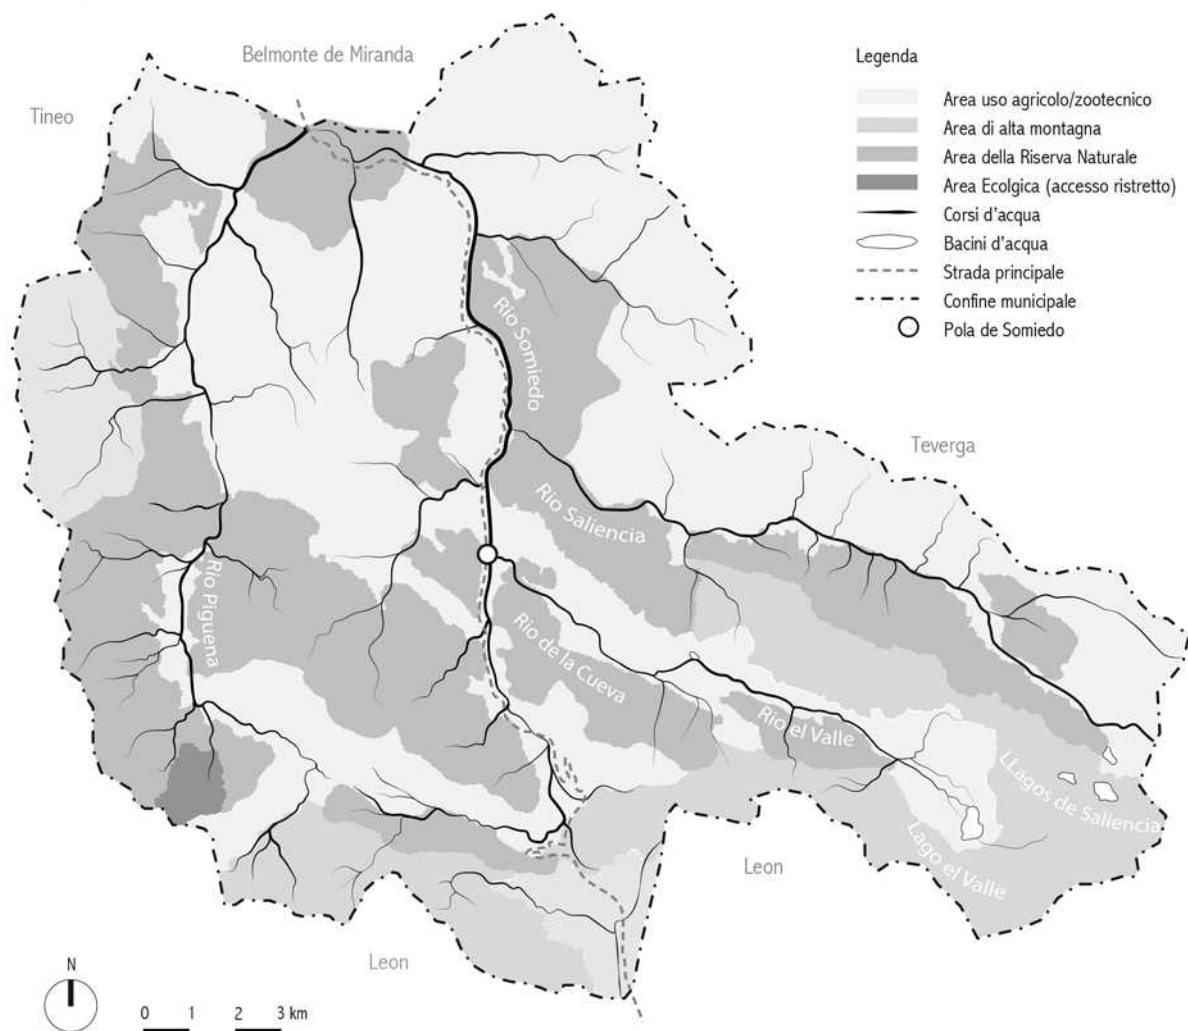 Belmonte de Miranda
Tineo
Legenda
Area uso agricolo/zootecnico
Area di alta montagna
Area della Riserva Naturale
Area Ecolgica (accesso ristretto)
Corsi d'acqua
Bacini d'acqua
Strada principale
Confine municipale
Pola de Somiedo
Rio Somiedo
Teverga
Rio Saliencia
Rio Piguena
Rio de la Cueva
Rio el Valle
LLagos de Saliencia
Lago el Valle
Leon
Leon
N
0 1 2 3 km